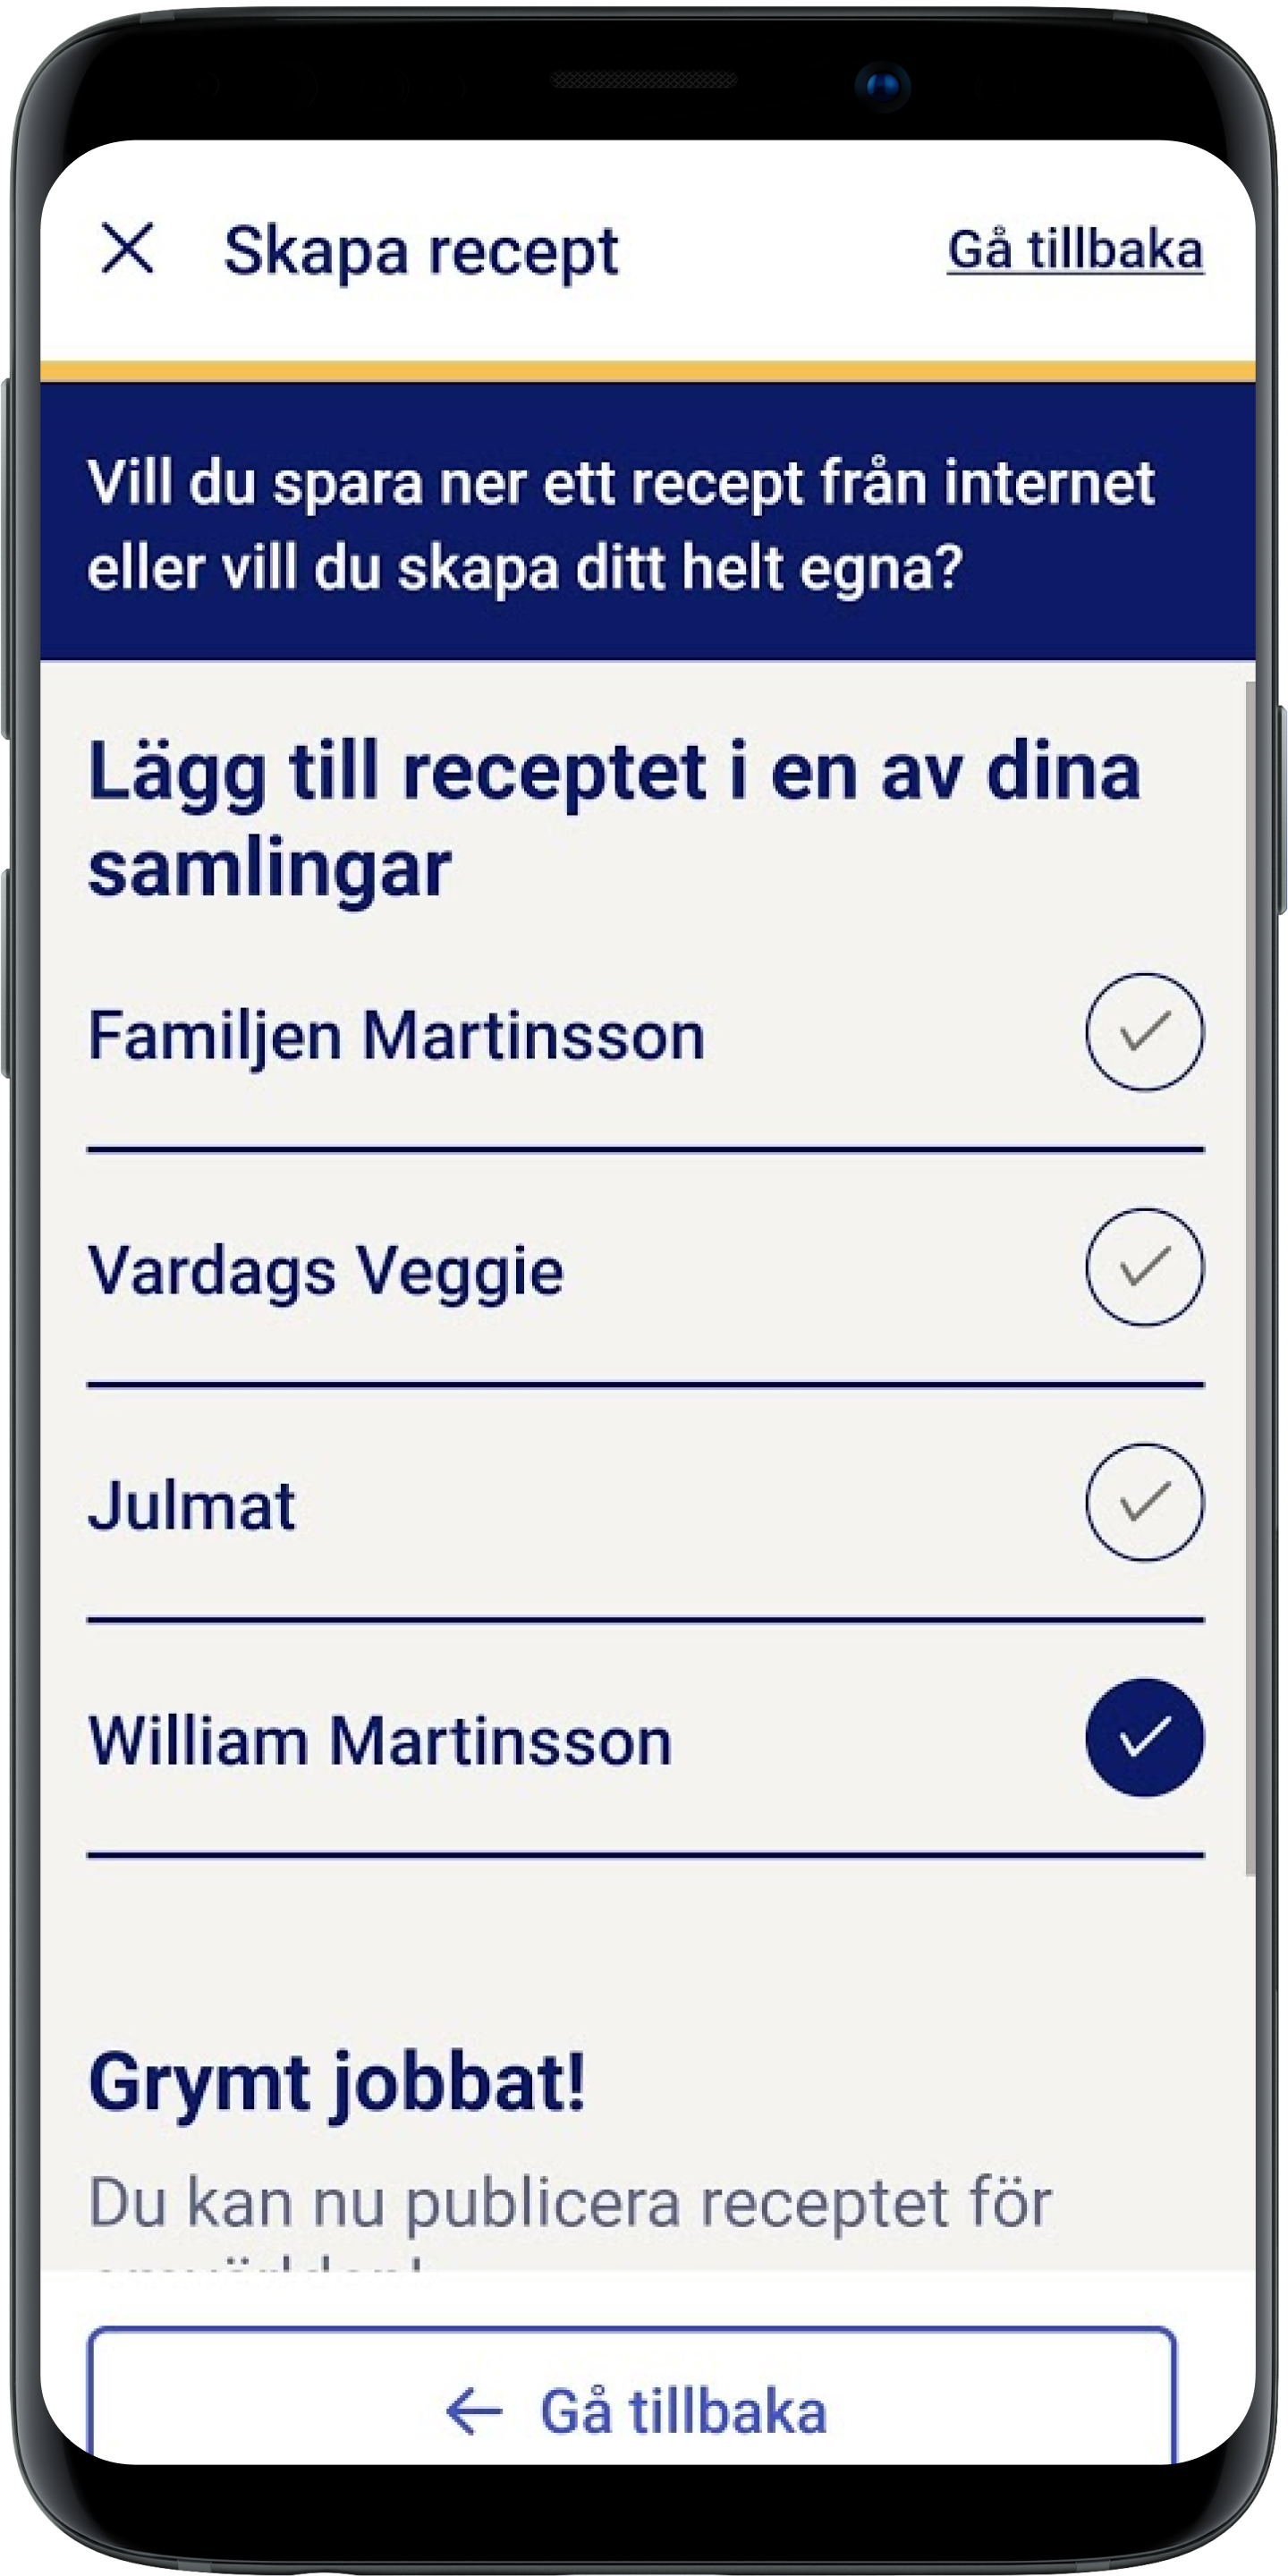 Skapa recept
Gå tillbaka
Vill du spara ner ett recept från internet
eller vill du skapa ditt helt egna?
Lägg till receptet i en av dina
samlingar
Familjen Martinsson
Vardags Veggie
Julmat
William Martinsson
Grymt jobbat!
Du kan nu publicera receptet för
Gå tillbaka